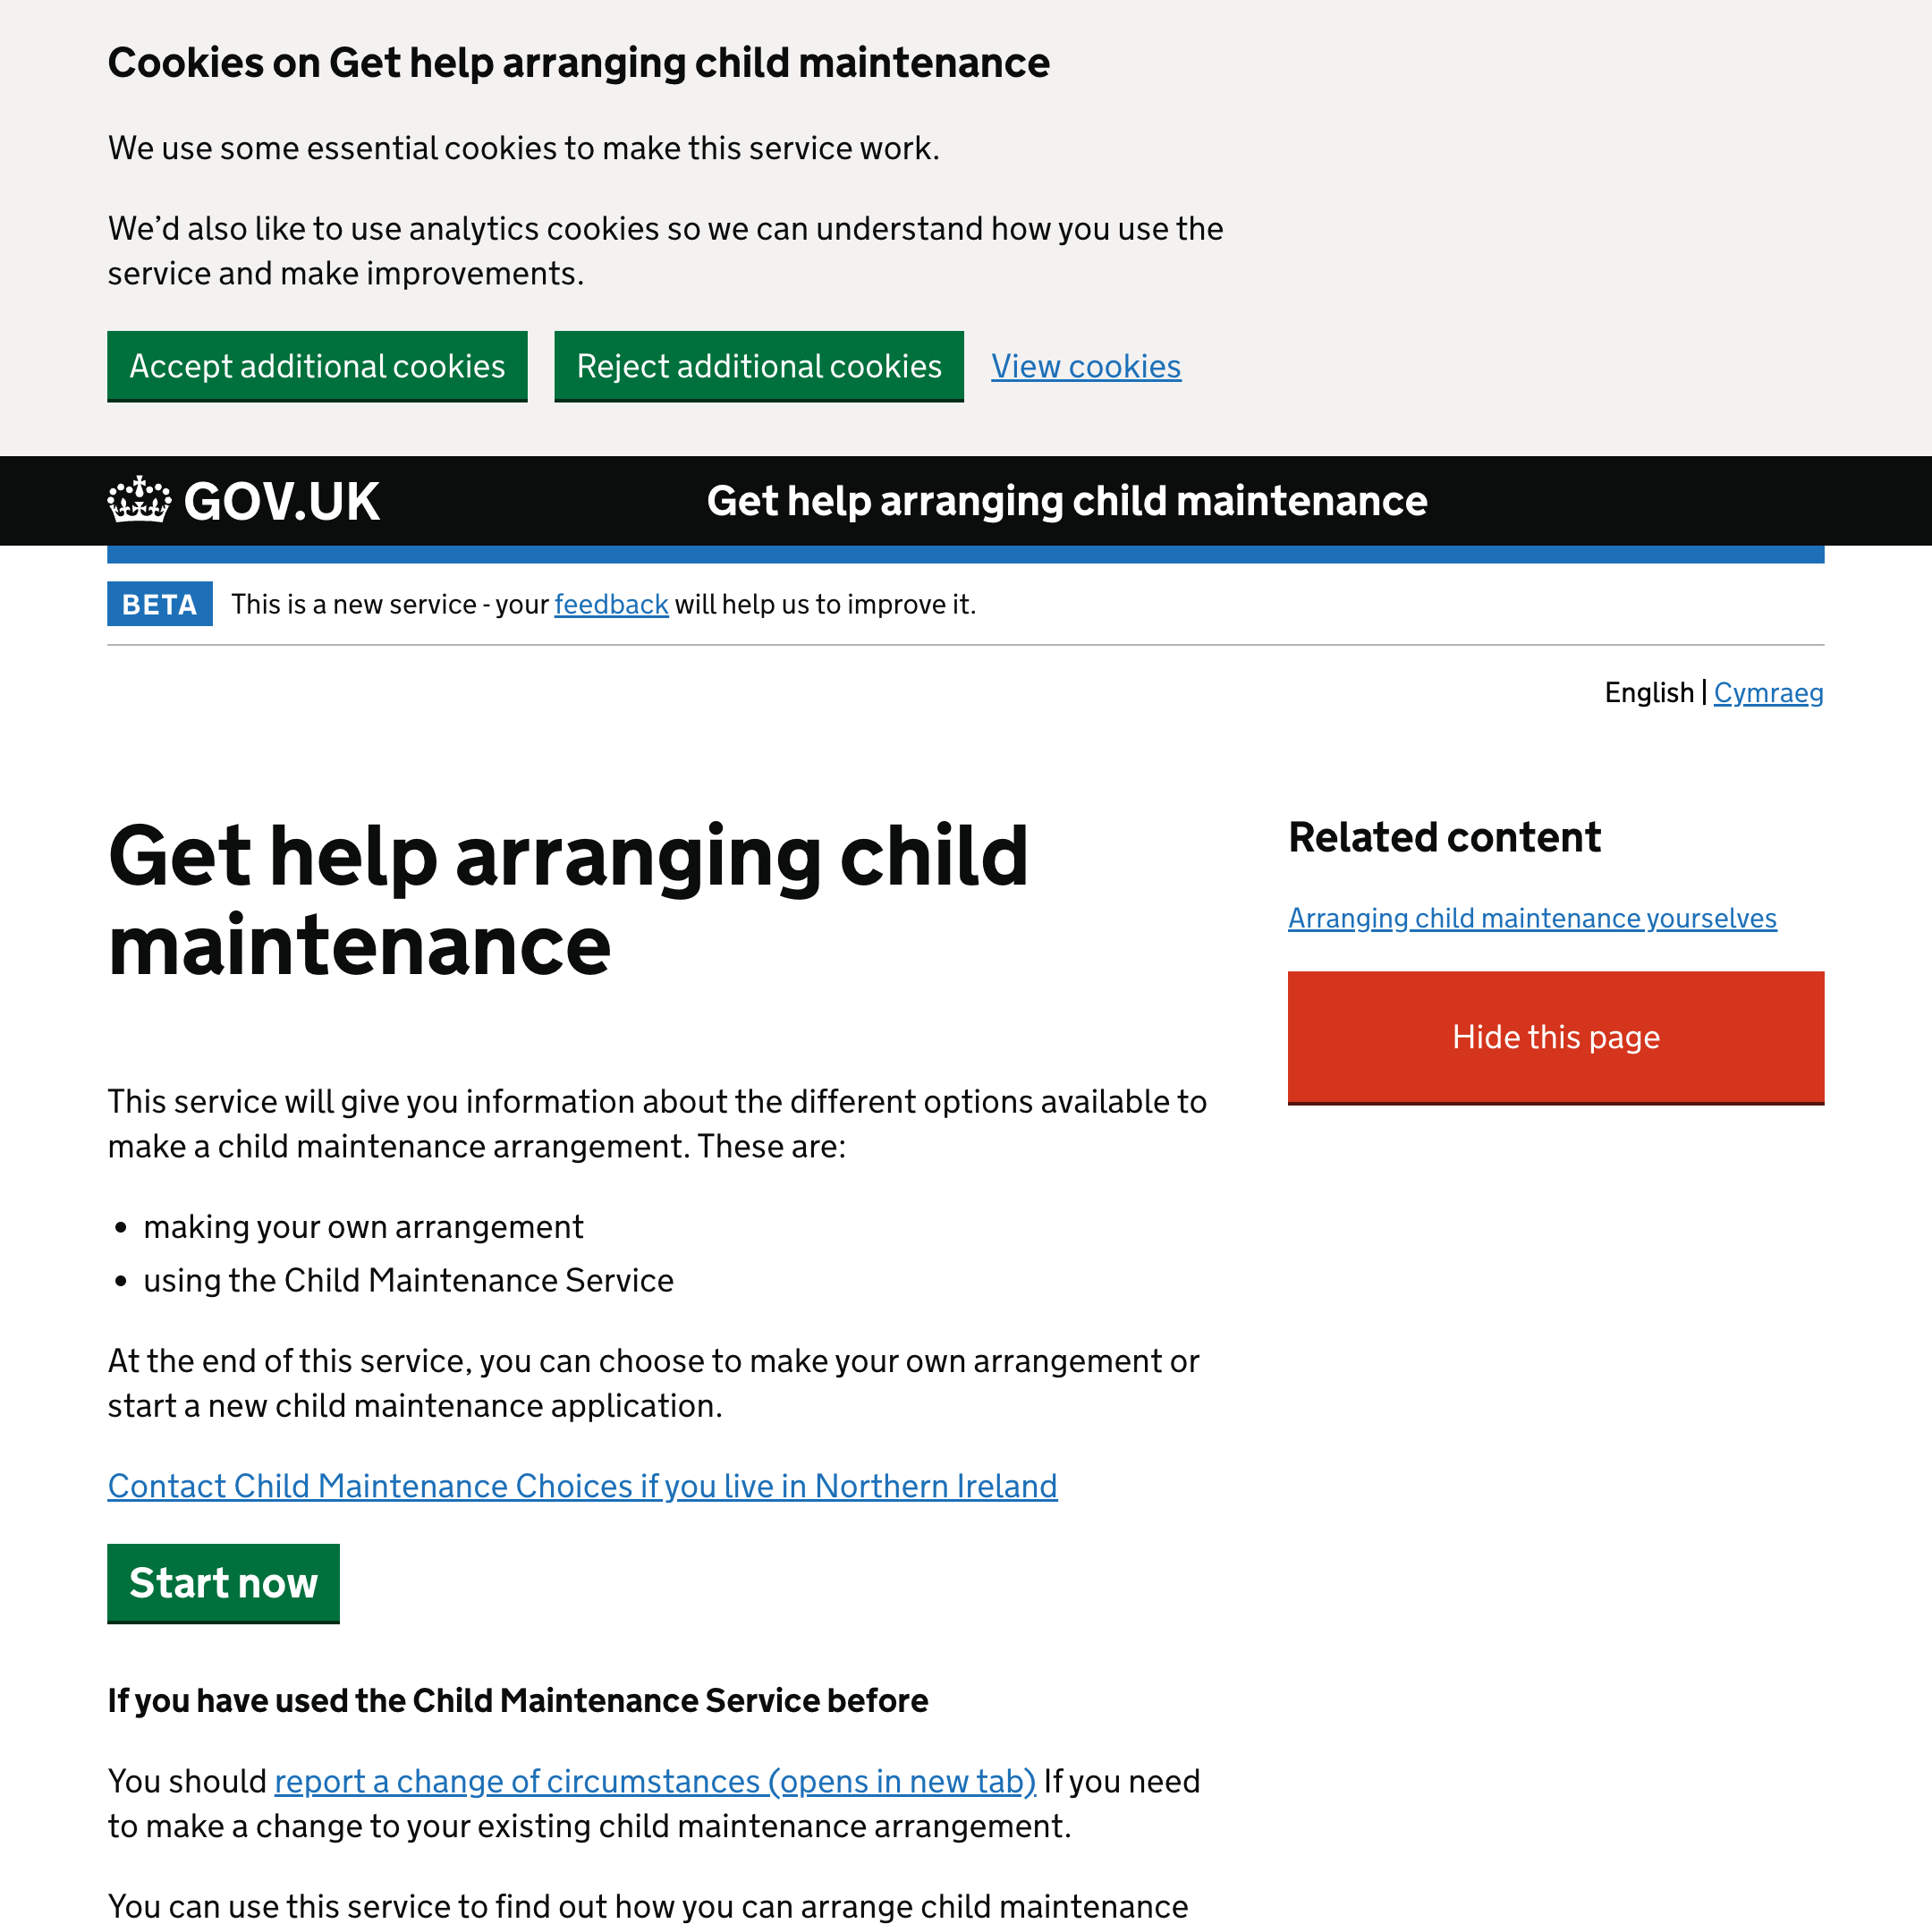 Cookies on Get help arranging child maintenance
We use some essential cookies to make this service work.
We’d also like to use analytics cookies so we can understand how you use the
service and make improvements.
Accept additional cookies
Reject additional cookies
View cookies
GOV.UK
Get help arranging child maintenance
BETA
This is a new service - your feedback will help us to improve it.
English | Cymraeg
Get help arranging child
maintenance
This service will give you information about the different options available to
make a child maintenance arrangement. These are:
• making your own arrangement
• using the Child Maintenance Service
At the end of this service, you can choose to make your own arrangement or
start a new child maintenance application.
Contact Child Maintenance Choices if you live in Northern Ireland
Start now
If you have used the Child Maintenance Service before
You should report a change of circumstances (opens in new tab) If you need
to make a change to your existing child maintenance arrangement.
You can use this service to find out how you can arrange child maintenance
Related content
Arranging child maintenance yourselves
Hide this page